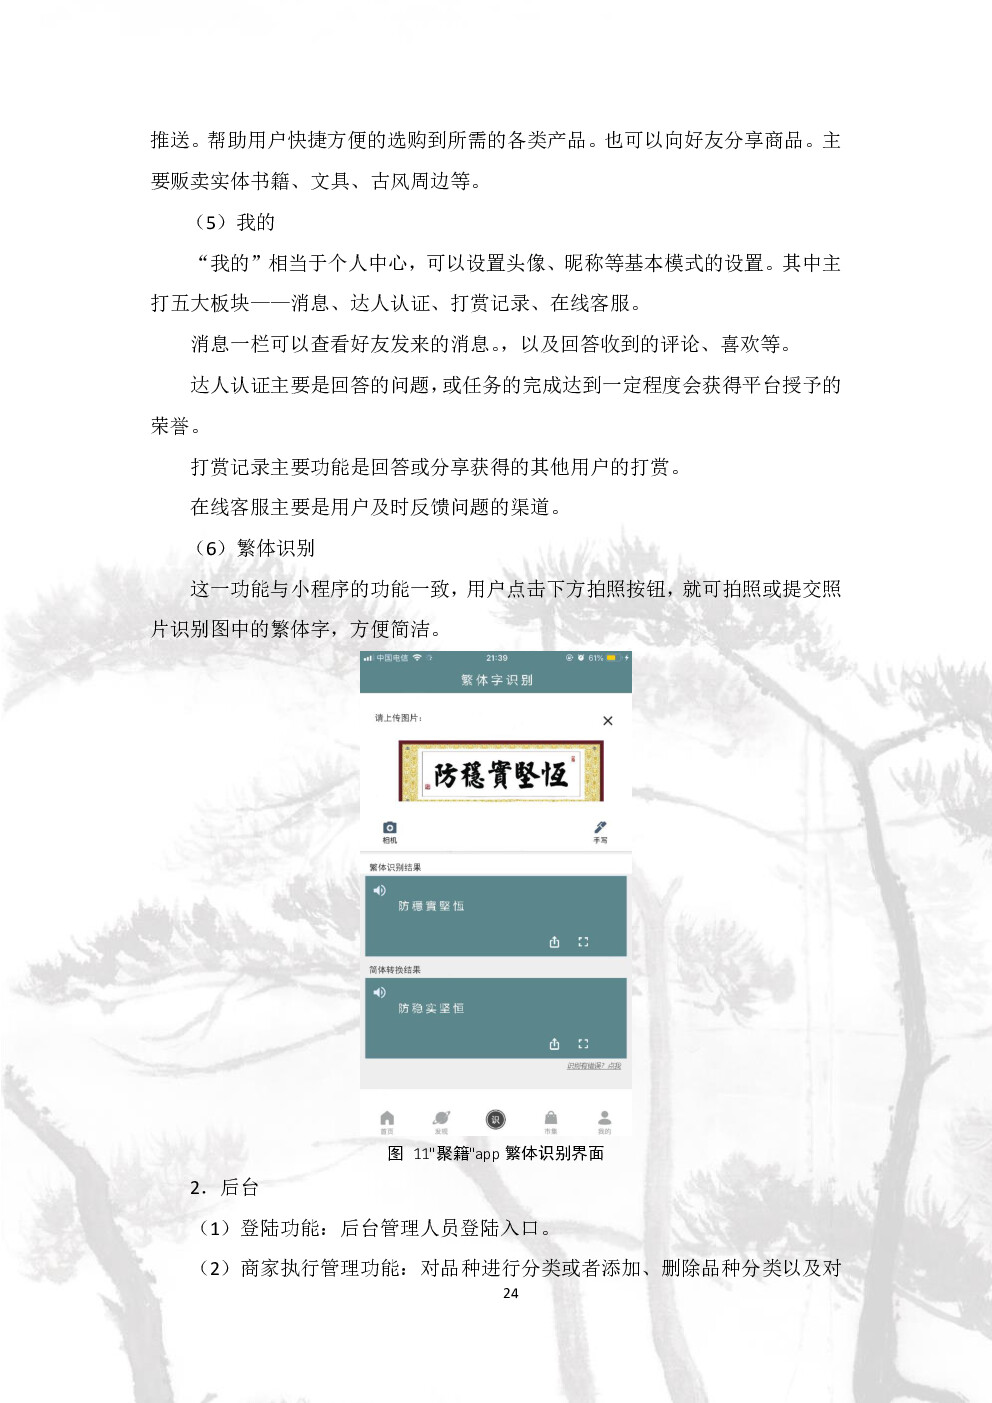 推送。帮助用户快捷方便的选购到所需的各类产品。也可以向好友分享商品。主
要贩卖实体书籍、文具、古风周边等。
（5）我的
“我的”相当于个人中心，可以设置头像、昵称等基本模式的设置。其中主
打五大板块——消息、达人认证、打赏记录、在线客服。
消息一栏可以查看好友发来的消息。，以及回答收到的评论、喜欢等。
达人认证主要是回答的问题，或任务的完成达到一定程度会获得平台授予的
荣誉。
打赏记录主要功能是回答或分享获得的其他用户的打赏。
在线客服主要是用户及时反馈问题的渠道。
（6）繁体识别
这一功能与小程序的功能一致，用户点击下方拍照按钮，就可拍照或提交照
片识别图中的繁体字，方便简洁。
中国电信 21:39 61%
繁体字识别
请上传图片：
防穩實堅恆
相机 手写
繁体识别结果
防穩實堅恆
简体转换结果
防稳实坚恒
识别有错误？点我
首页 发现 识 市集 我的
图 11"聚籍"app 繁体识别界面
2．后台
（1）登陆功能：后台管理人员登陆入口。
（2）商家执行管理功能：对品种进行分类或者添加、删除品种分类以及对
24